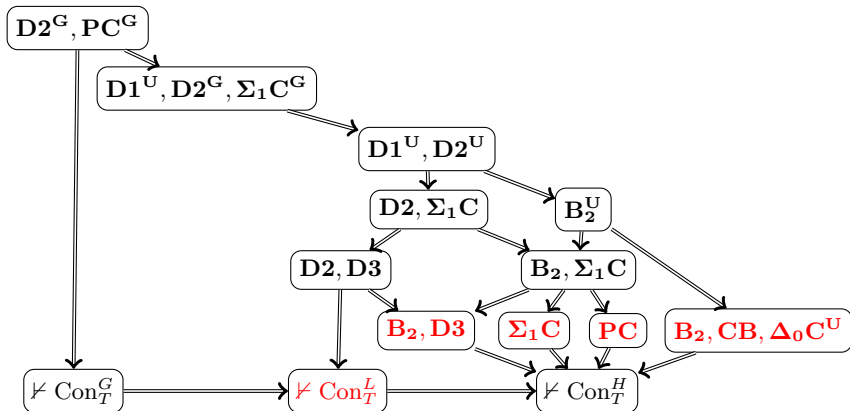 D2^G, PC^G
D1^U, D2^G, Σ₁C^G
D1^U, D2^U
D2, Σ₁C
B₂^U
D2, D3
B₂, Σ₁C
B₂, D3
Σ₁C
PC
B₂, CB, Δ₀C^U
⊬ Con_T^G
⊬ Con_T^L
⊬ Con_T^H